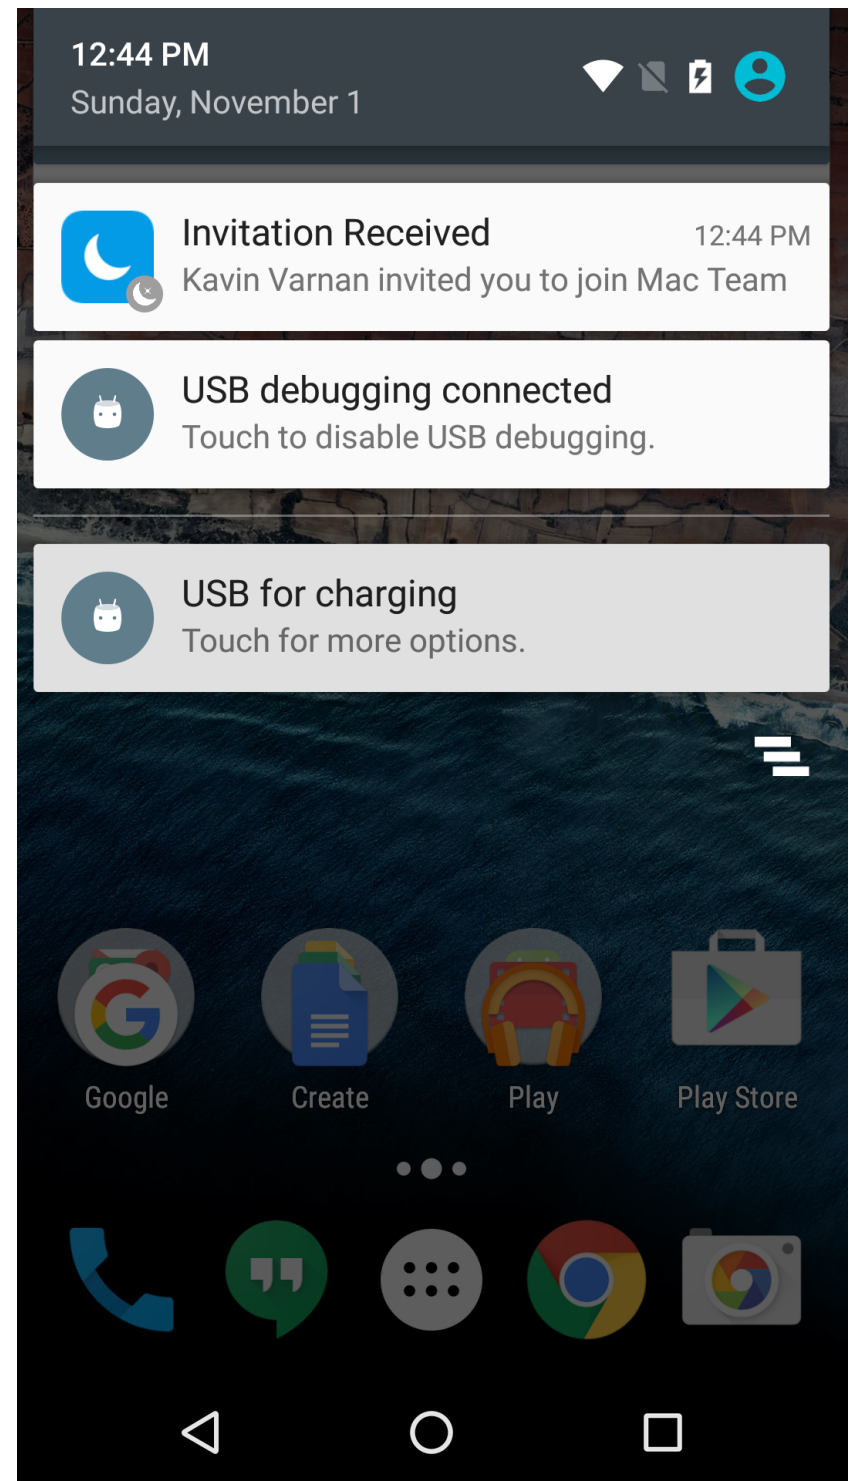 12:44 PM
Sunday, November 1
Invitation Received 12:44 PM
Kavin Varnan invited you to join Mac Team
USB debugging connected
Touch to disable USB debugging.
USB for charging
Touch for more options.
Google Create Play Play Store